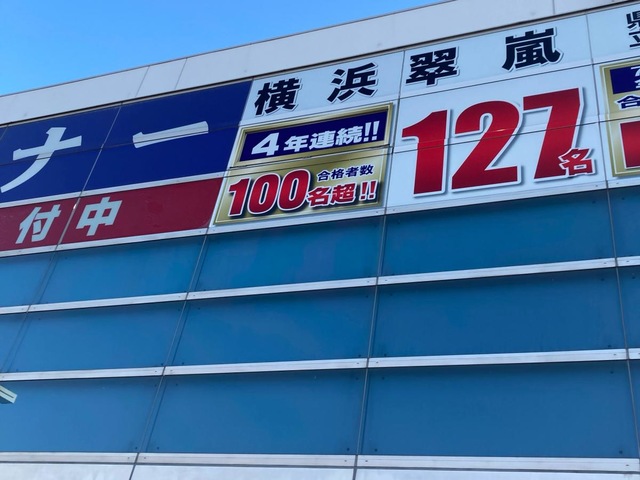 ナー
付中
横浜翠嵐
4年連続!!
合格者数
100名超!!
127名